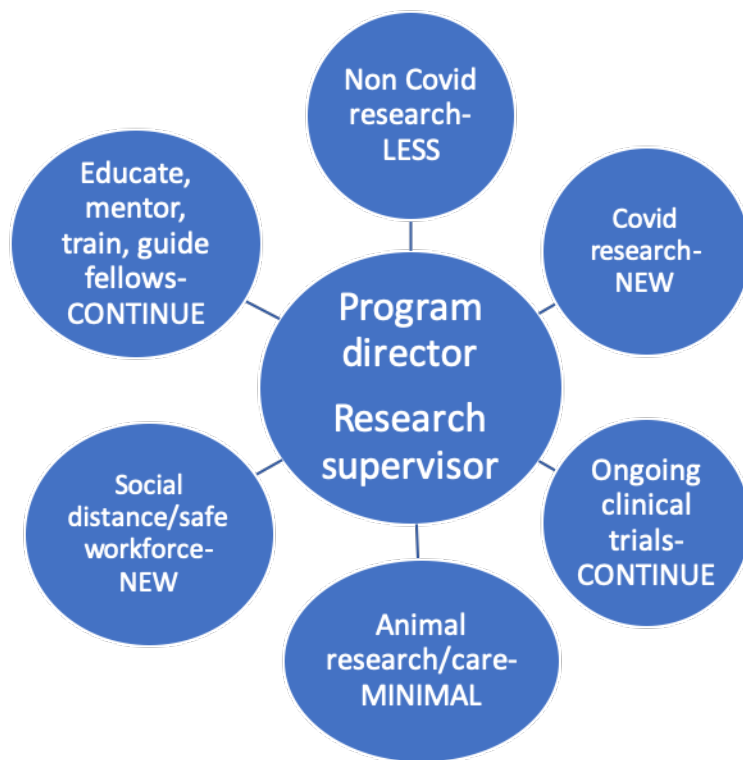 Non Covid
research-
LESS
Educate,
mentor,
train, guide
fellows-
CONTINUE
Covid
research-
NEW
Program
director
Research
supervisor
Social
distance/safe
workforce-
NEW
Ongoing
clinical
trials-
CONTINUE
Animal
research/care-
MINIMAL